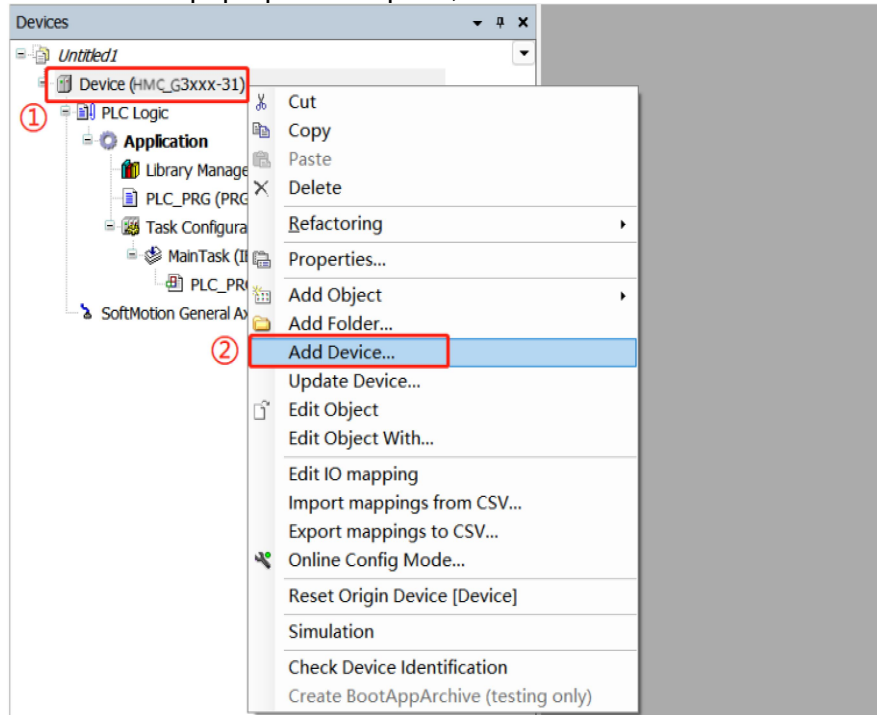 Devices
Untitled1
Device (HMC_G3xxx-31)
① PLC Logic
Application
Library Manage
PLC_PRG (PRG
Task Configura
MainTask (IE
PLC_PR
SoftMotion General Ax
Cut
Copy
Paste
Delete
Refactoring
Properties...
Add Object
Add Folder...
② Add Device...
Update Device...
Edit Object
Edit Object With...
Edit IO mapping
Import mappings from CSV...
Export mappings to CSV...
Online Config Mode...
Reset Origin Device [Device]
Simulation
Check Device Identification
Create BootAppArchive (testing only)